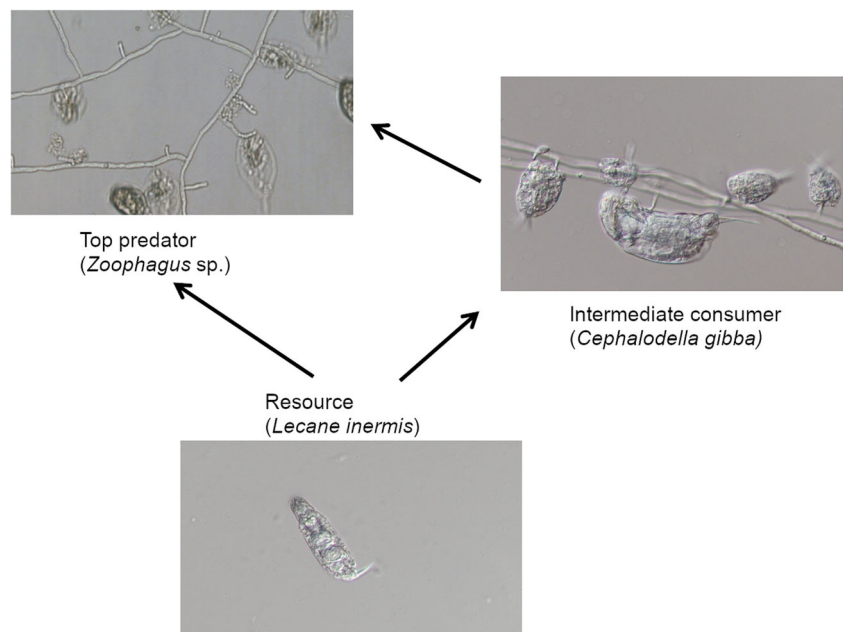 Top predator
(Zoophagus sp.)
Intermediate consumer
(Cephalodella gibba)
Resource
(Lecane inermis)